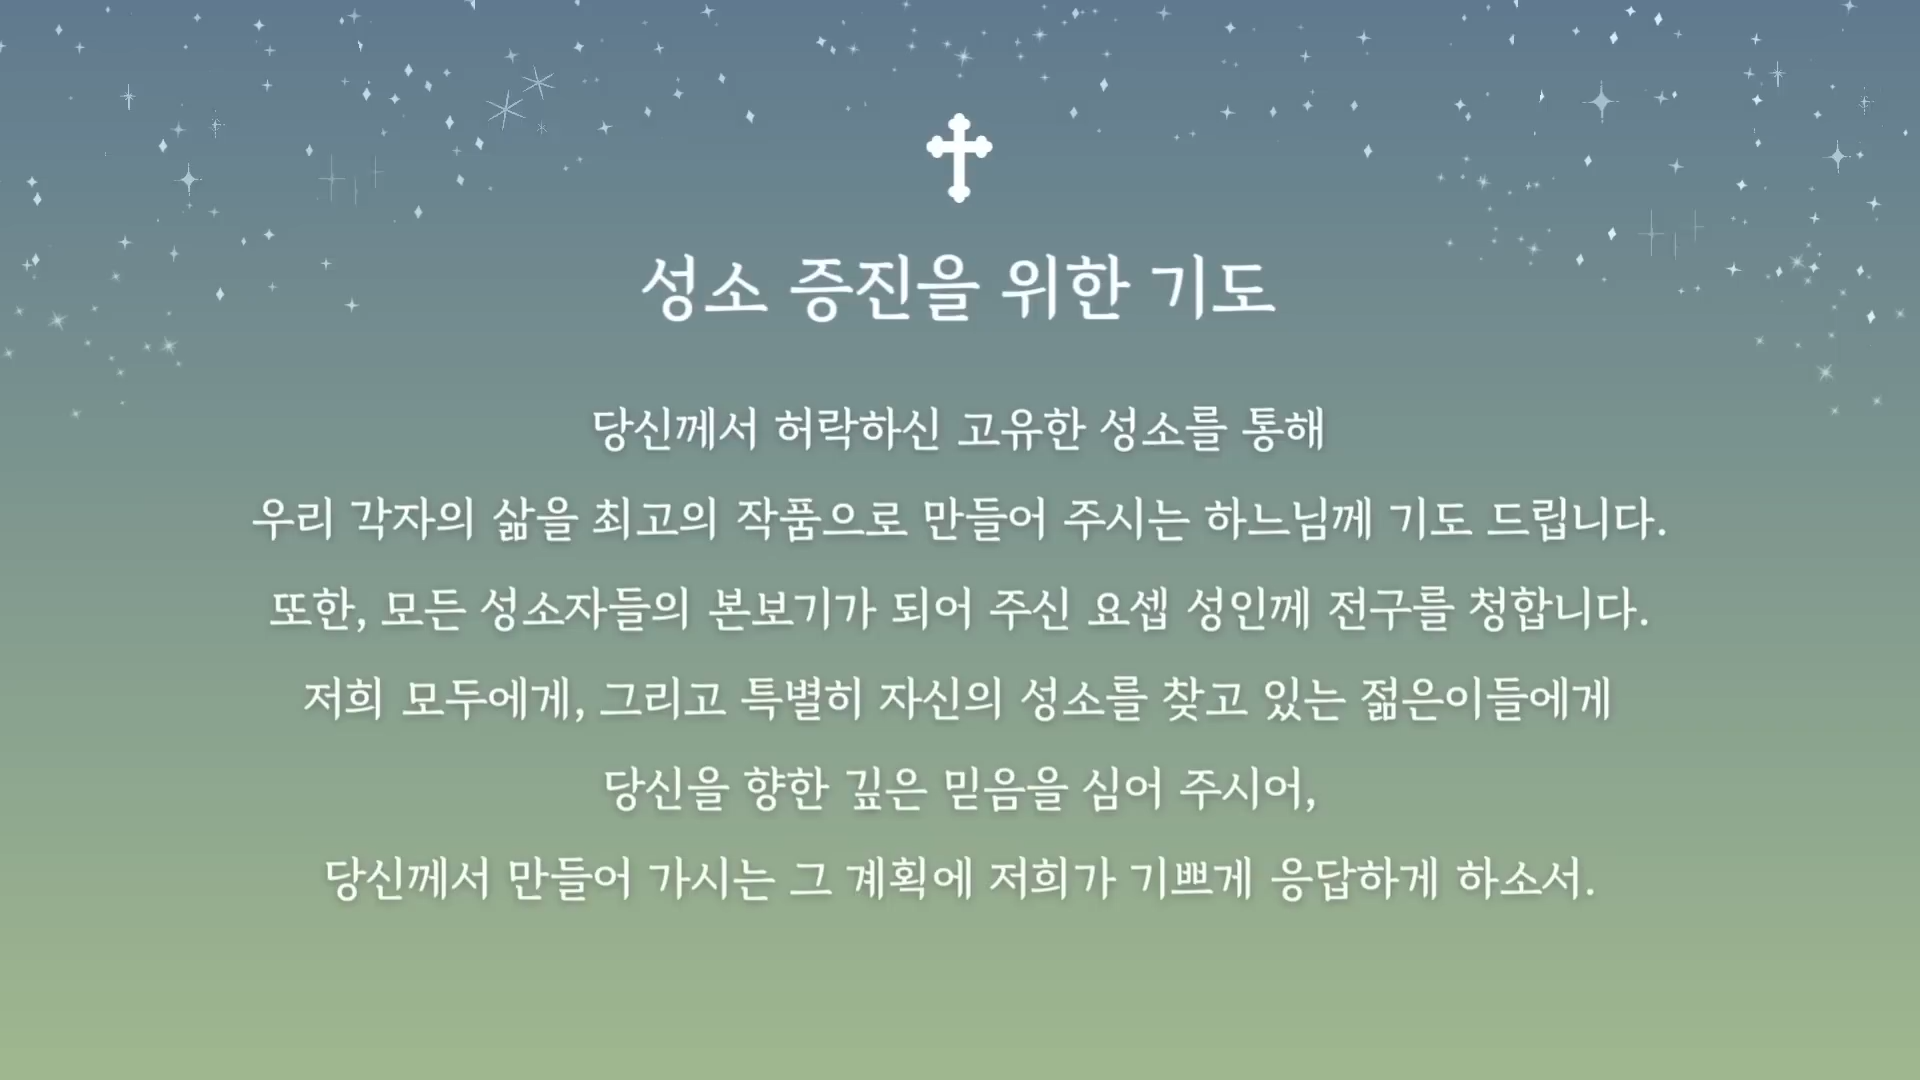 성소 증진을 위한 기도
당신께서 허락하신 고유한 성소를 통해
우리 각자의 삶을 최고의 작품으로 만들어 주시는 하느님께 기도 드립니다.
또한, 모든 성소자들의 본보기가 되어 주신 요셉 성인께 전구를 청합니다.
저희 모두에게, 그리고 특별히 자신의 성소를 찾고 있는 젊은이들에게
당신을 향한 깊은 믿음을 심어 주시어,
당신께서 만들어 가시는 그 계획에 저희가 기쁘게 응답하게 하소서.